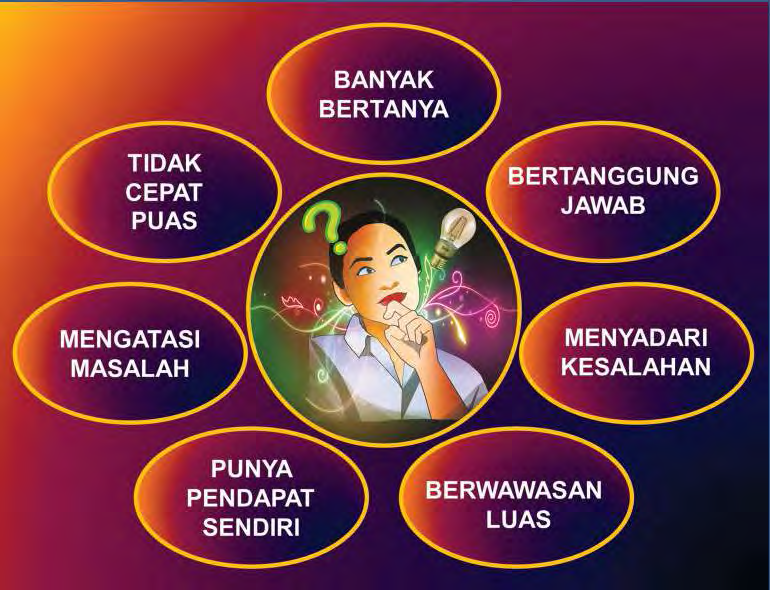 BANYAK
BERTANYA
BERTANGGUNG
JAWAB
MENYADARI
KESALAHAN
BERWAWASAN
LUAS
PUNYA
PENDAPAT
SENDIRI
MENGATASI
MASALAH
TIDAK
CEPAT
PUAS
?